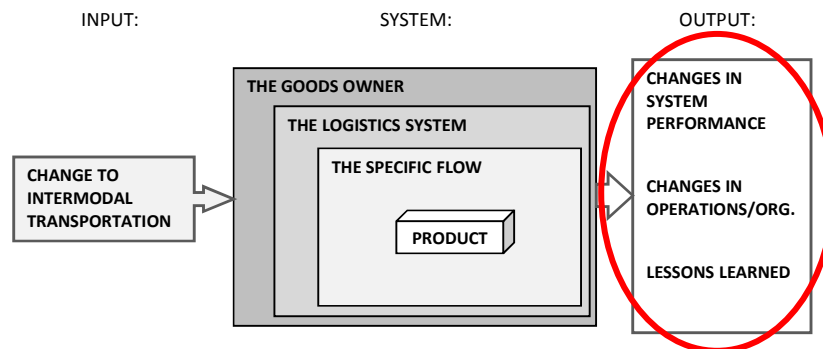 INPUT:
SYSTEM:
OUTPUT:
THE GOODS OWNER
THE LOGISTICS SYSTEM
THE SPECIFIC FLOW
PRODUCT
CHANGE TO
INTERMODAL
TRANSPORTATION
CHANGES IN
SYSTEM
PERFORMANCE
CHANGES IN
OPERATIONS/ORG.
LESSONS LEARNED